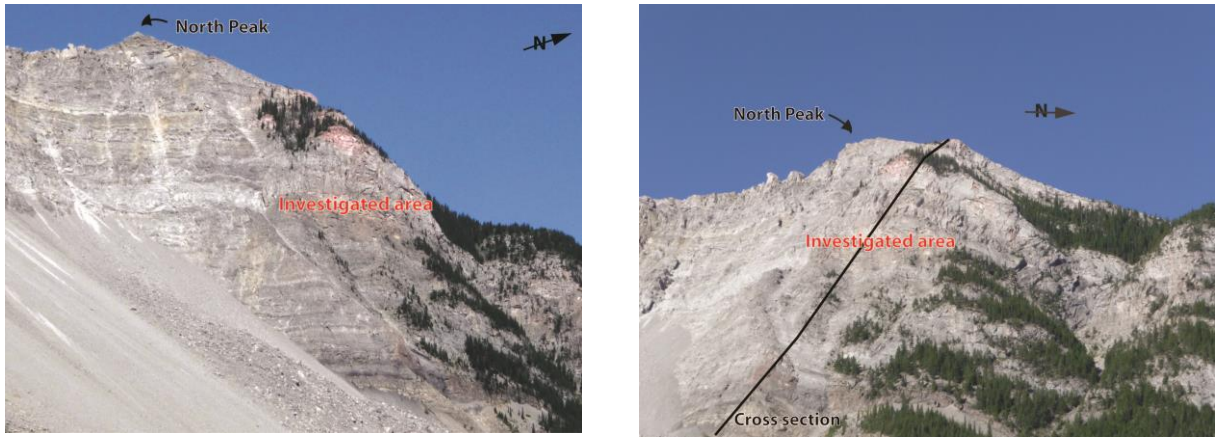 North Peak
N
Investigated area
North Peak
N
Investigated area
Cross section